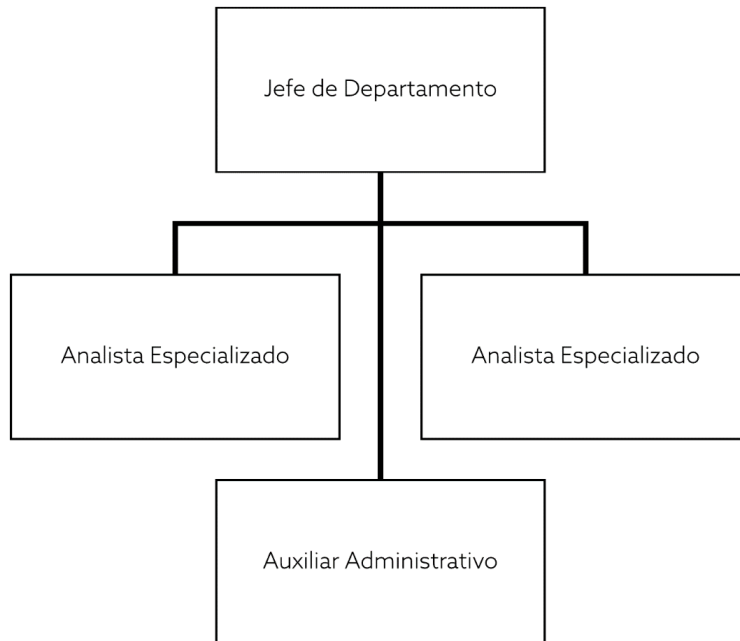 Jefe de Departamento
Analista Especializado
Analista Especializado
Auxiliar Administrativo